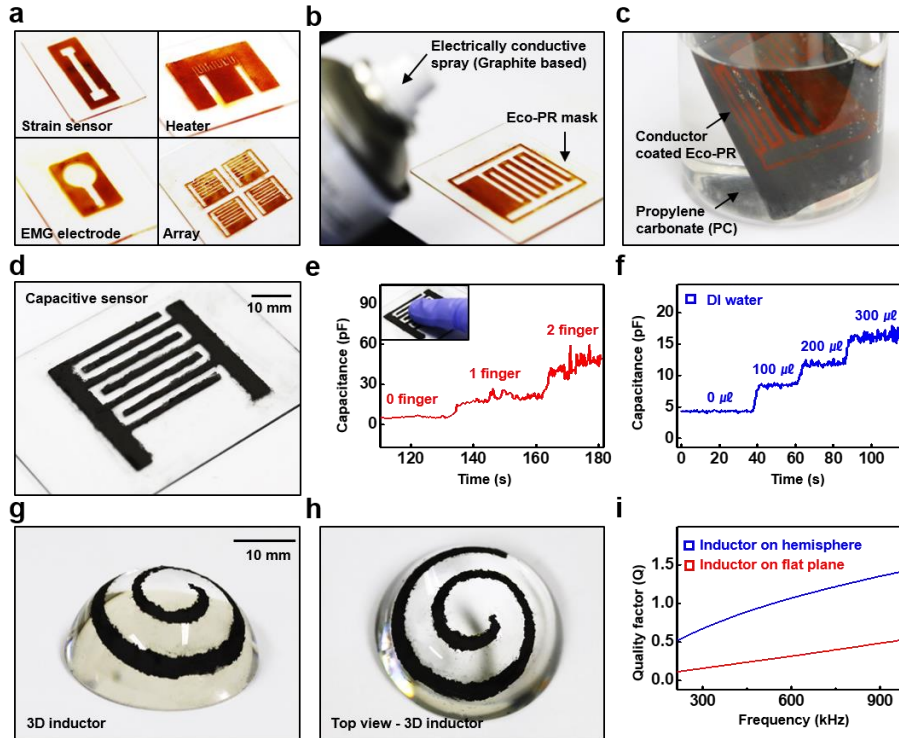 a
Strain sensor
Heater
EMG electrode
Array
b
Electrically conductive
spray (Graphite based)
Eco-PR mask
c
Conductor
coated Eco-PR
Propylene
carbonate (PC)
d
Capacitive sensor
10 mm
e
Capacitance (pF)
90
60
30
0
0 finger
1 finger
2 finger
120
140
160
180
Time (s)
f
Capacitance (pF)
20
15
10
5
0
DI water
0 μℓ
100 μℓ
200 μℓ
300 μℓ
0
20
40
60
80
100
Time (s)
g
10 mm
3D inductor
h
Top view - 3D inductor
i
Quality factor (Q)
1.5
1.0
0.5
0.0
Inductor on hemisphere
Inductor on flat plane
300
600
900
Frequency (kHz)